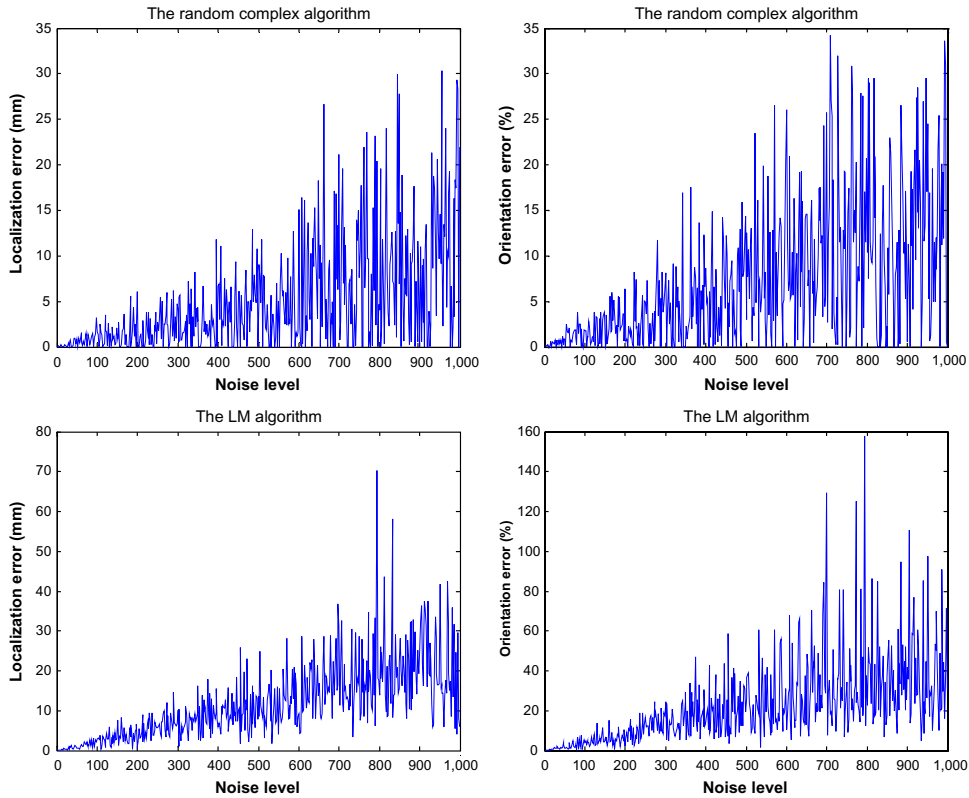 The random complex algorithm
35
30
25
20
15
10
5
0
Localization error (mm)
0 100 200 300 400 500 600 700 800 900 1,000
Noise level
The random complex algorithm
35
30
25
20
15
10
5
0
Orientation error (%)
0 100 200 300 400 500 600 700 800 900 1,000
Noise level
The LM algorithm
80
70
60
50
40
30
20
10
0
Localization error (mm)
0 100 200 300 400 500 600 700 800 900 1,000
Noise level
The LM algorithm
160
140
120
100
80
60
40
20
0
Orientation error (%)
0 100 200 300 400 500 600 700 800 900 1,000
Noise level